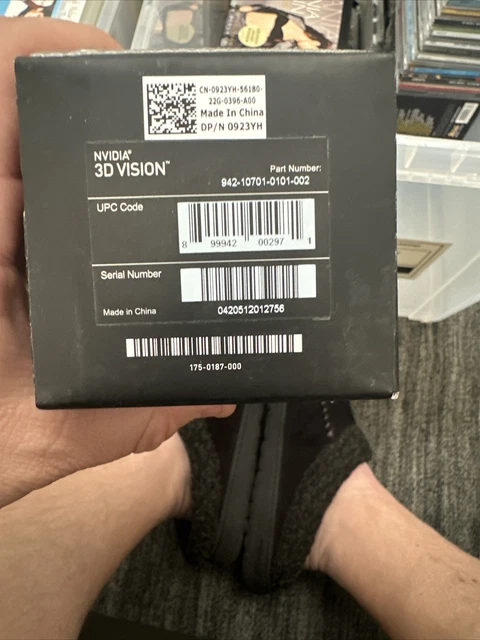 CN-0923YH-56180-
22G-0396-A00
Made in China
DP/N 0923YH
NVIDIA®
3D VISION™
Part Number:
942-10701-0101-002
UPC Code
8 99942 00297 1
Serial Number
Made in China
0420512012756
175-0187-000